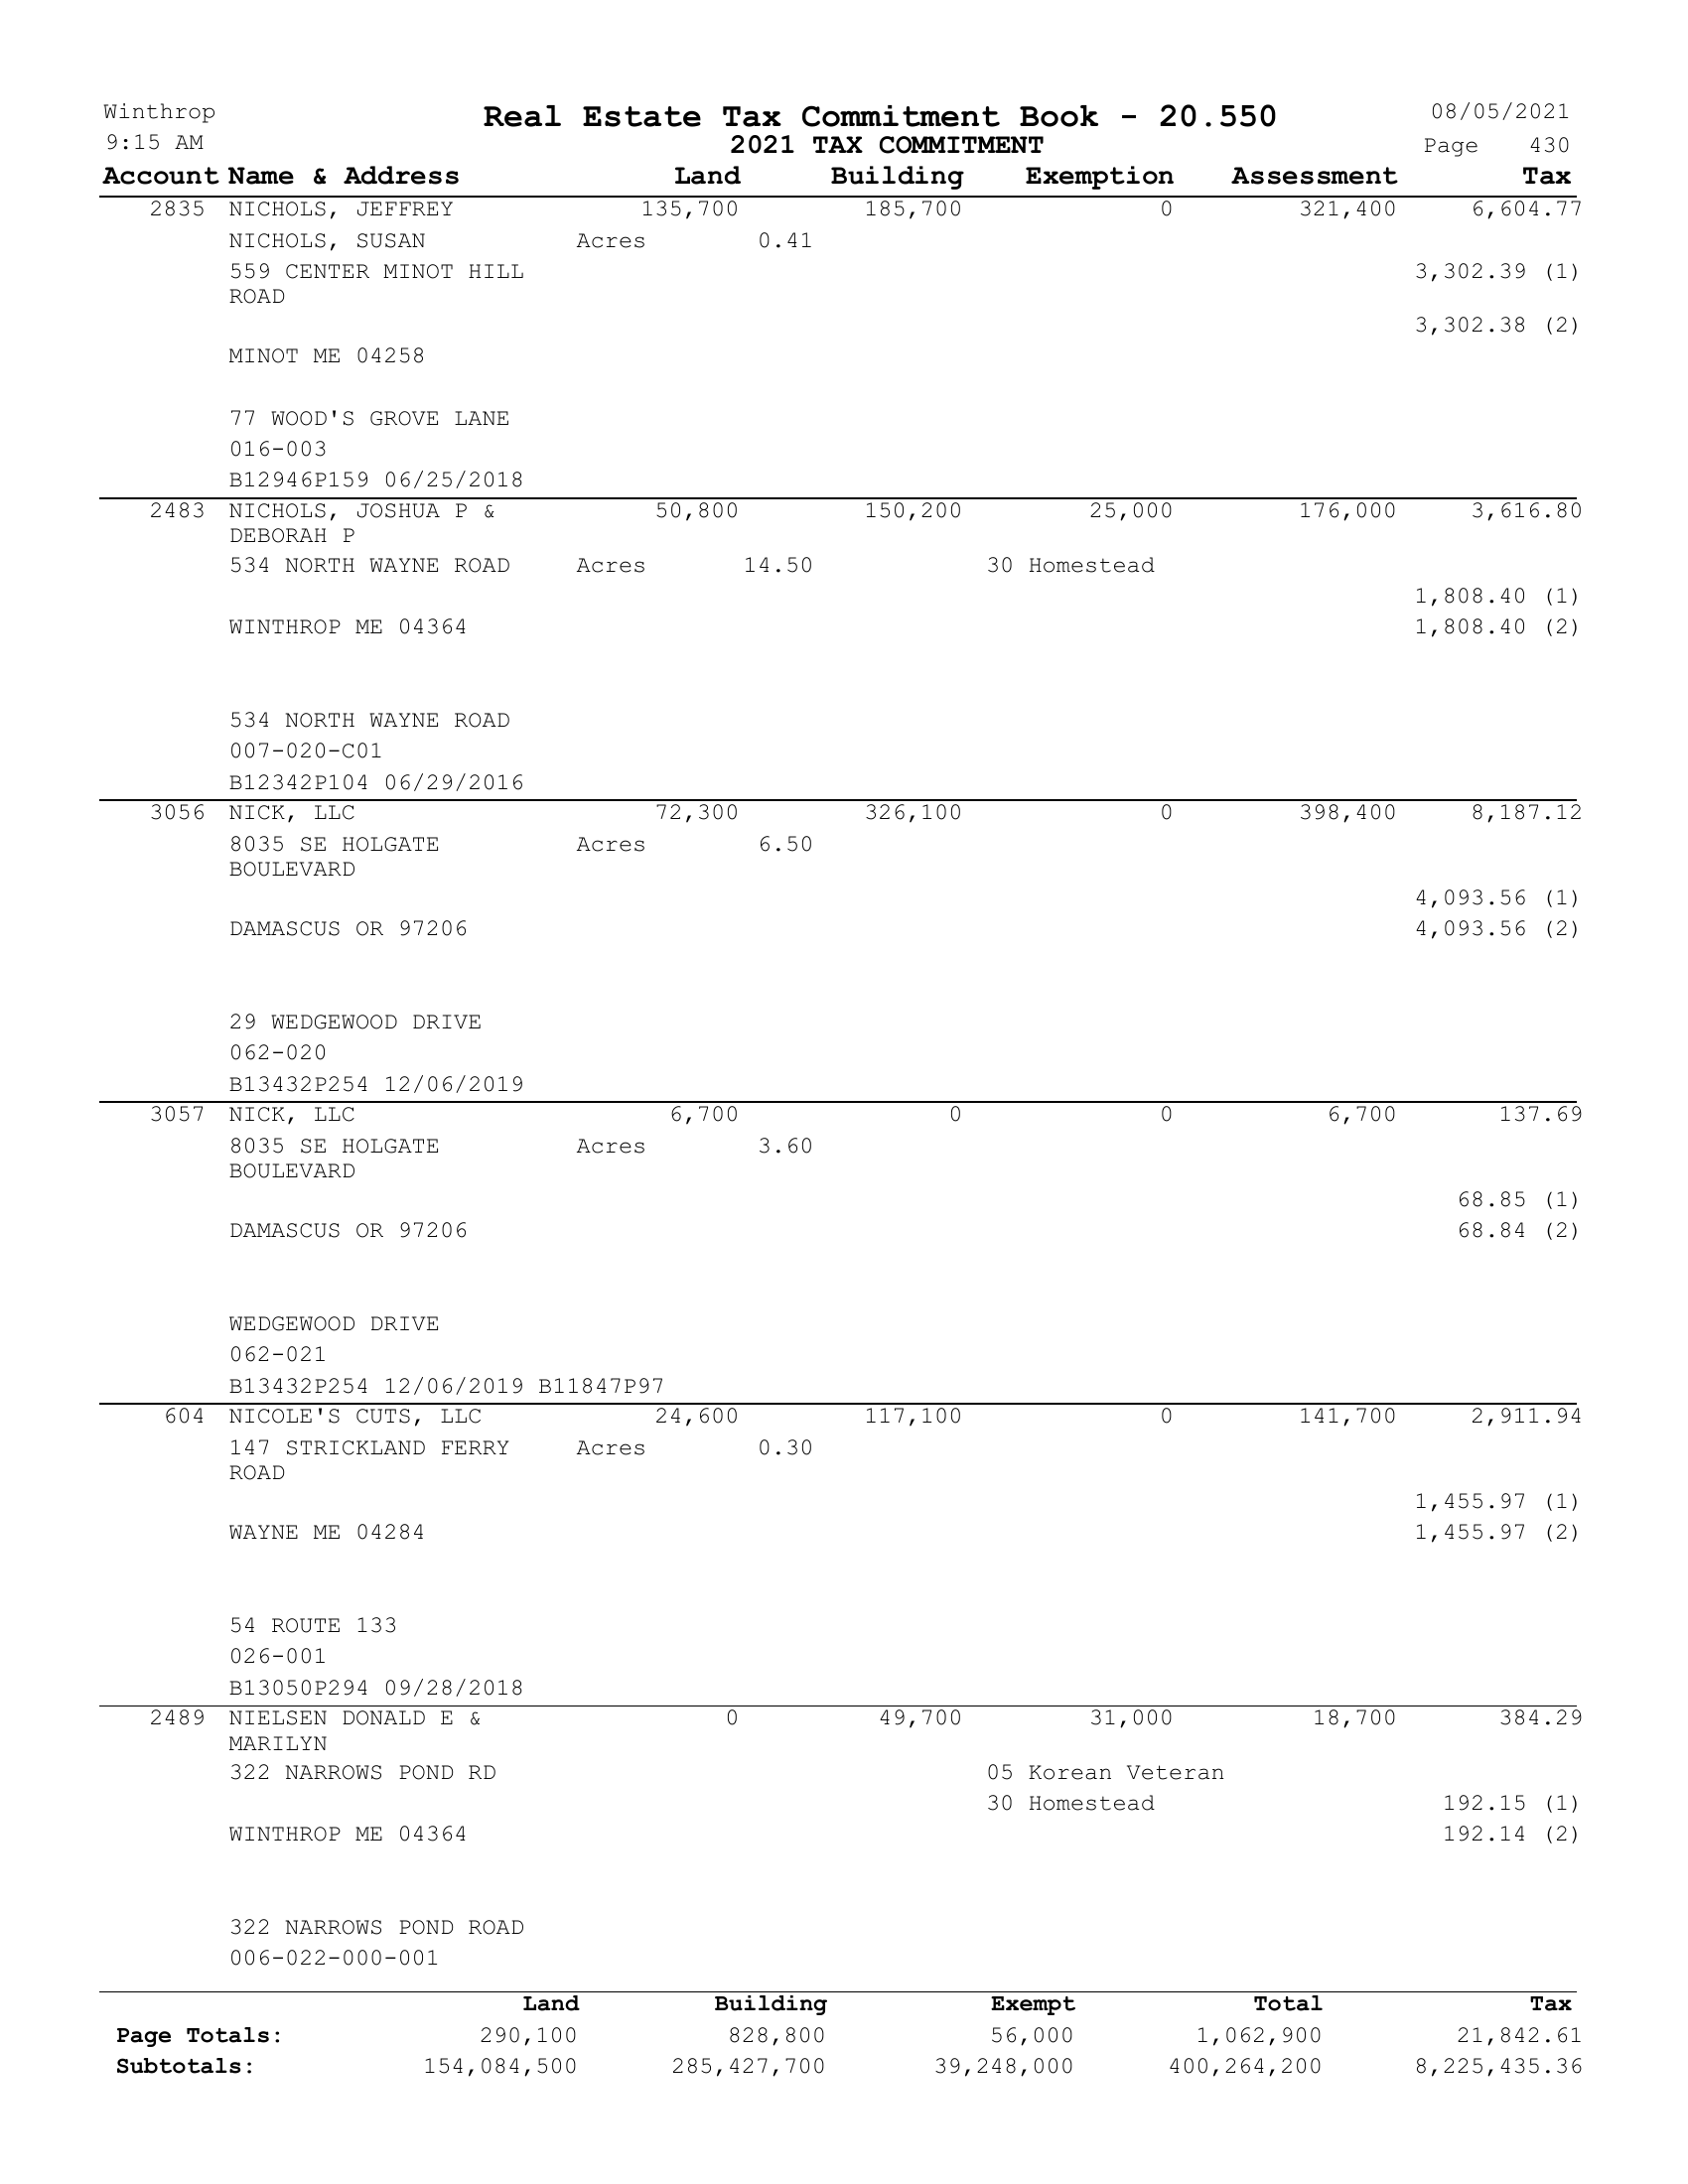 Winthrop Real Estate Tax Commitment Book - 20.550 08/05/2021
9:15 AM 2021 TAX COMMITMENT Page 430
Account Name & Address Land Building Exemption Assessment Tax
2835 NICHOLS, JEFFREY 135,700 185,700 0 321,400 6,604.77
NICHOLS, SUSAN Acres 0.41
559 CENTER MINOT HILL 3,302.39 (1)
ROAD
3,302.38 (2)
MINOT ME 04258
77 WOOD'S GROVE LANE
016-003
B12946P159 06/25/2018
2483 NICHOLS, JOSHUA P & 50,800 150,200 25,000 176,000 3,616.80
DEBORAH P
534 NORTH WAYNE ROAD Acres 14.50 30 Homestead
1,808.40 (1)
WINTHROP ME 04364 1,808.40 (2)
534 NORTH WAYNE ROAD
007-020-C01
B12342P104 06/29/2016
3056 NICK, LLC 72,300 326,100 0 398,400 8,187.12
8035 SE HOLGATE Acres 6.50
BOULEVARD
4,093.56 (1)
DAMASCUS OR 97206 4,093.56 (2)
29 WEDGEWOOD DRIVE
062-020
B13432P254 12/06/2019
3057 NICK, LLC 6,700 0 0 6,700 137.69
8035 SE HOLGATE Acres 3.60
BOULEVARD
68.85 (1)
DAMASCUS OR 97206 68.84 (2)
WEDGEWOOD DRIVE
062-021
B13432P254 12/06/2019 B11847P97
604 NICOLE'S CUTS, LLC 24,600 117,100 0 141,700 2,911.94
147 STRICKLAND FERRY Acres 0.30
ROAD
1,455.97 (1)
WAYNE ME 04284 1,455.97 (2)
54 ROUTE 133
026-001
B13050P294 09/28/2018
2489 NIELSEN DONALD E & 0 49,700 31,000 18,700 384.29
MARILYN
322 NARROWS POND RD 05 Korean Veteran
30 Homestead 192.15 (1)
WINTHROP ME 04364 192.14 (2)
322 NARROWS POND ROAD
006-022-000-001
Land Building Exempt Total Tax
Page Totals: 290,100 828,800 56,000 1,062,900 21,842.61
Subtotals: 154,084,500 285,427,700 39,248,000 400,264,200 8,225,435.36